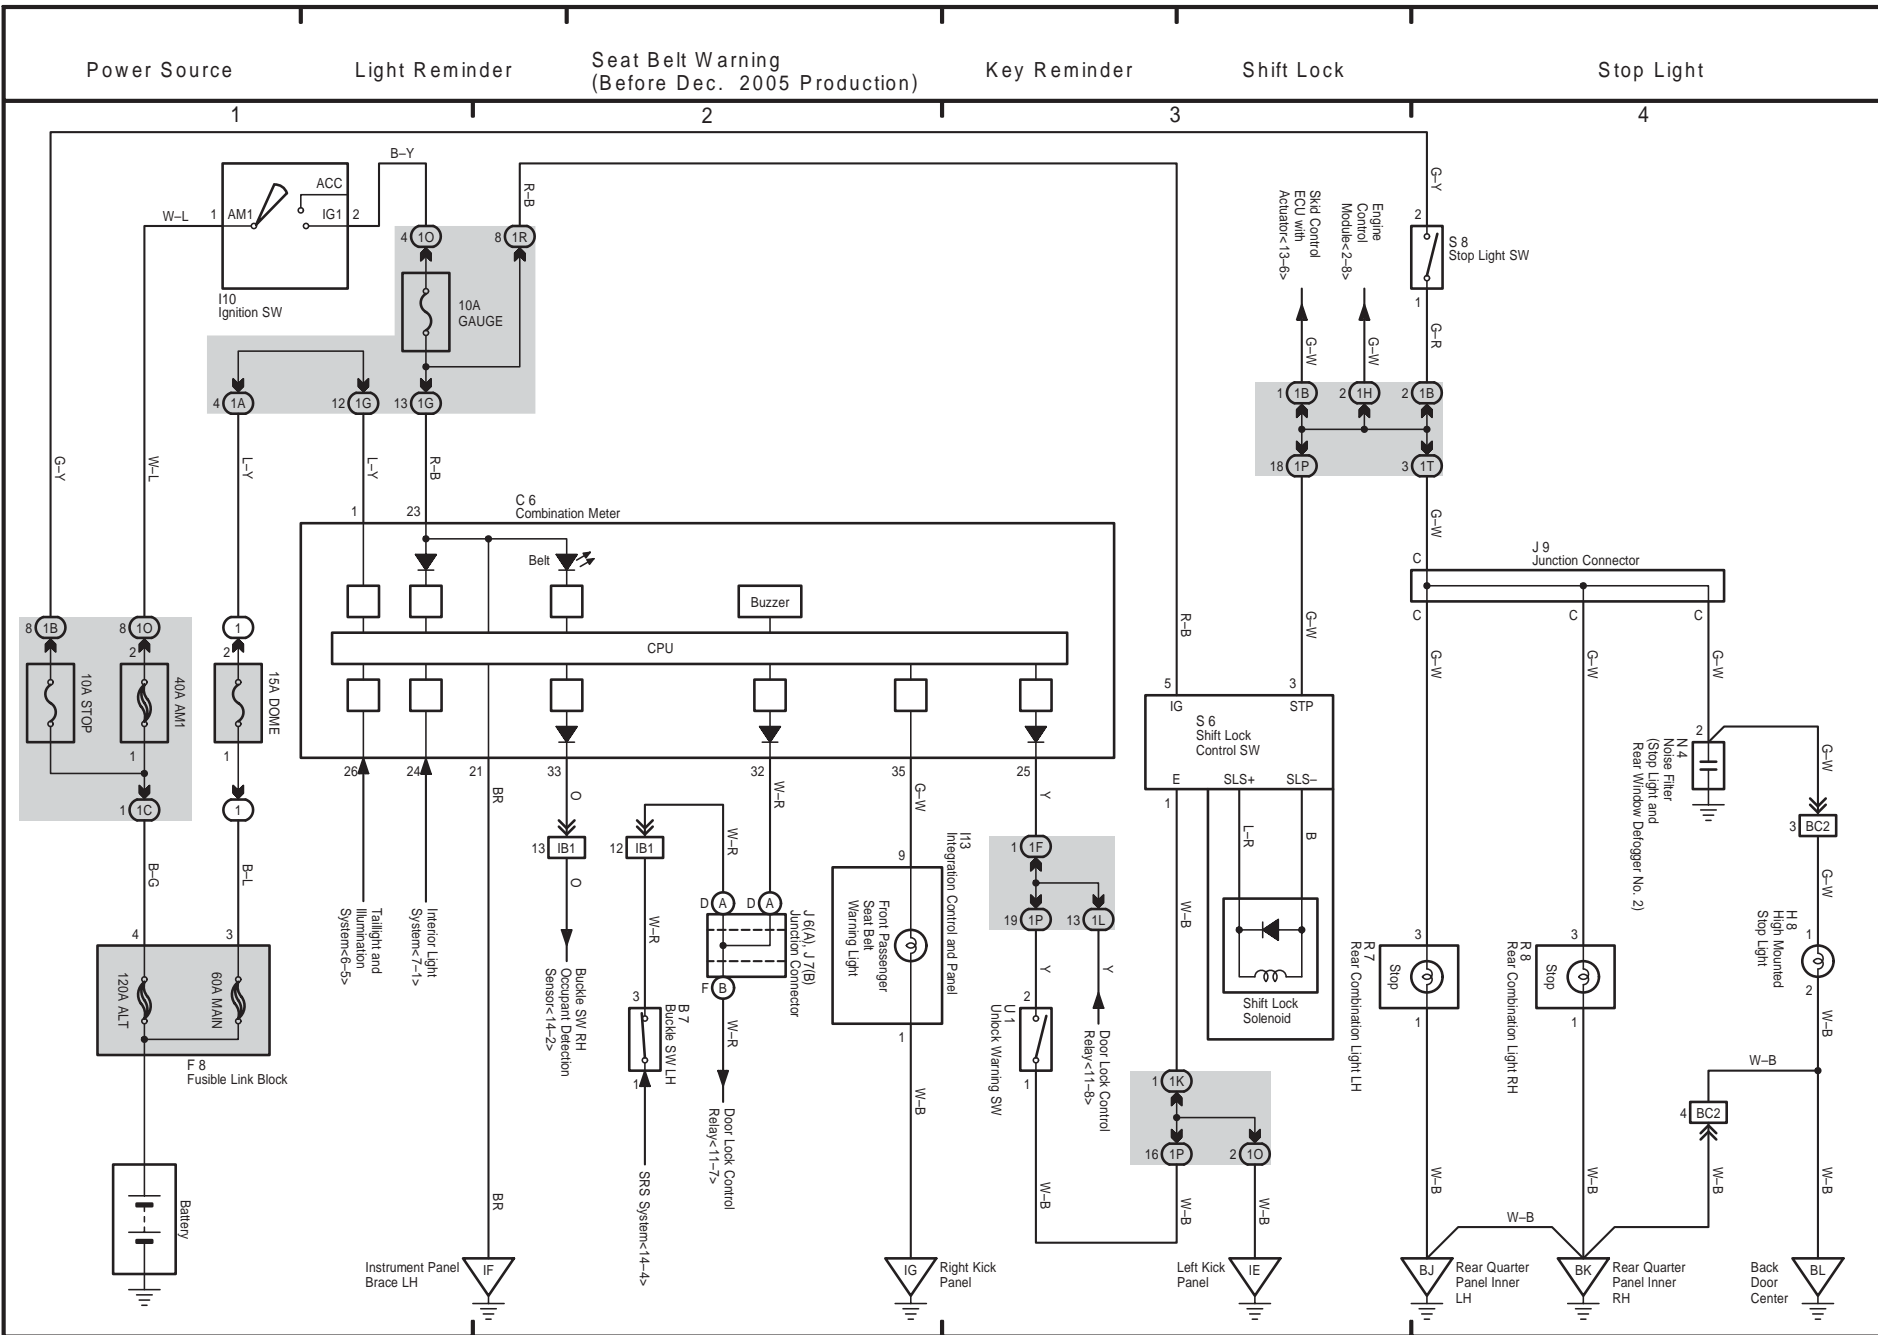 Power Source
Light Reminder
Seat Belt Warning
(Before Dec. 2005 Production)
Key Reminder
Shift Lock
Stop Light
1
2
3
4
B–Y
W–L
1
AM1
ACC
IG1
2
I10
Ignition SW
4
1O
8
1R
R–B
10A
GAUGE
4
1A
12
1G
13
1G
G–Y
W–L
L–Y
L–Y
R–B
Skid Control
ECU with
Actuator<13–6>
Engine
Control
Module<2–8>
G–W
G–W
G–Y
2
S 8
Stop Light SW
1
G–R
1
1B
2
1H
2
1B
18
1P
3
1T
G–W
C
J 9
Junction Connector
C
C
C
C 6
Combination Meter
1
23
Belt
Buzzer
CPU
26
24
21
33
32
35
25
8
1B
8
1O
1
2
2
10A STOP
40A AM1
15A DOME
1
1
1
1C
1
B–G
B–L
4
3
120A ALT
60A MAIN
F 8
Fusible Link Block
Battery
Taillight and
Illumination
System<6–5>
Interior Light
System<7–1>
BR
BR
O
13
IB1
O
Buckle SW RH
Occupant Detection
Sensor<14–2>
12
IB1
W–R
W–R
W–R
D
A
D
A
J 6(A), J 7(B)
Junction Connector
F
B
W–R
Door Lock Control
Relay<11–7>
3
B 7
Buckle SW LH
1
SRS System<14–4>
G–W
9
I13
Integration Control and Panel
Front Passenger
Seat Belt
Warning Light
1
W–B
Y
1
1F
19
1P
13
1L
Y
Y
2
U 1
Unlock Warning SW
1
Door Lock Control
Relay<11–8>
W–B
R–B
G–W
5
3
IG
STP
S 6
Shift Lock
Control SW
E
SLS+
SLS–
1
L–R
B
Shift Lock
Solenoid
W–B
1
1K
16
1P
2
1O
W–B
W–B
G–W
G–W
G–W
2
N 4
Noise Filter
(Stop Light and
Rear Window Defogger No. 2)
G–W
3
BC2
G–W
1
H 8
High Mounted
Stop Light
2
W–B
3
Stop
R 7
Rear Combination Light LH
1
3
Stop
R 8
Rear Combination Light RH
1
W–B
4
BC2
W–B
W–B
W–B
W–B
W–B
Instrument Panel
Brace LH
IF
IG
Right Kick
Panel
Left Kick
Panel
IE
BJ
Rear Quarter
Panel Inner
LH
BK
Rear Quarter
Panel Inner
RH
Back
Door
Center
BL